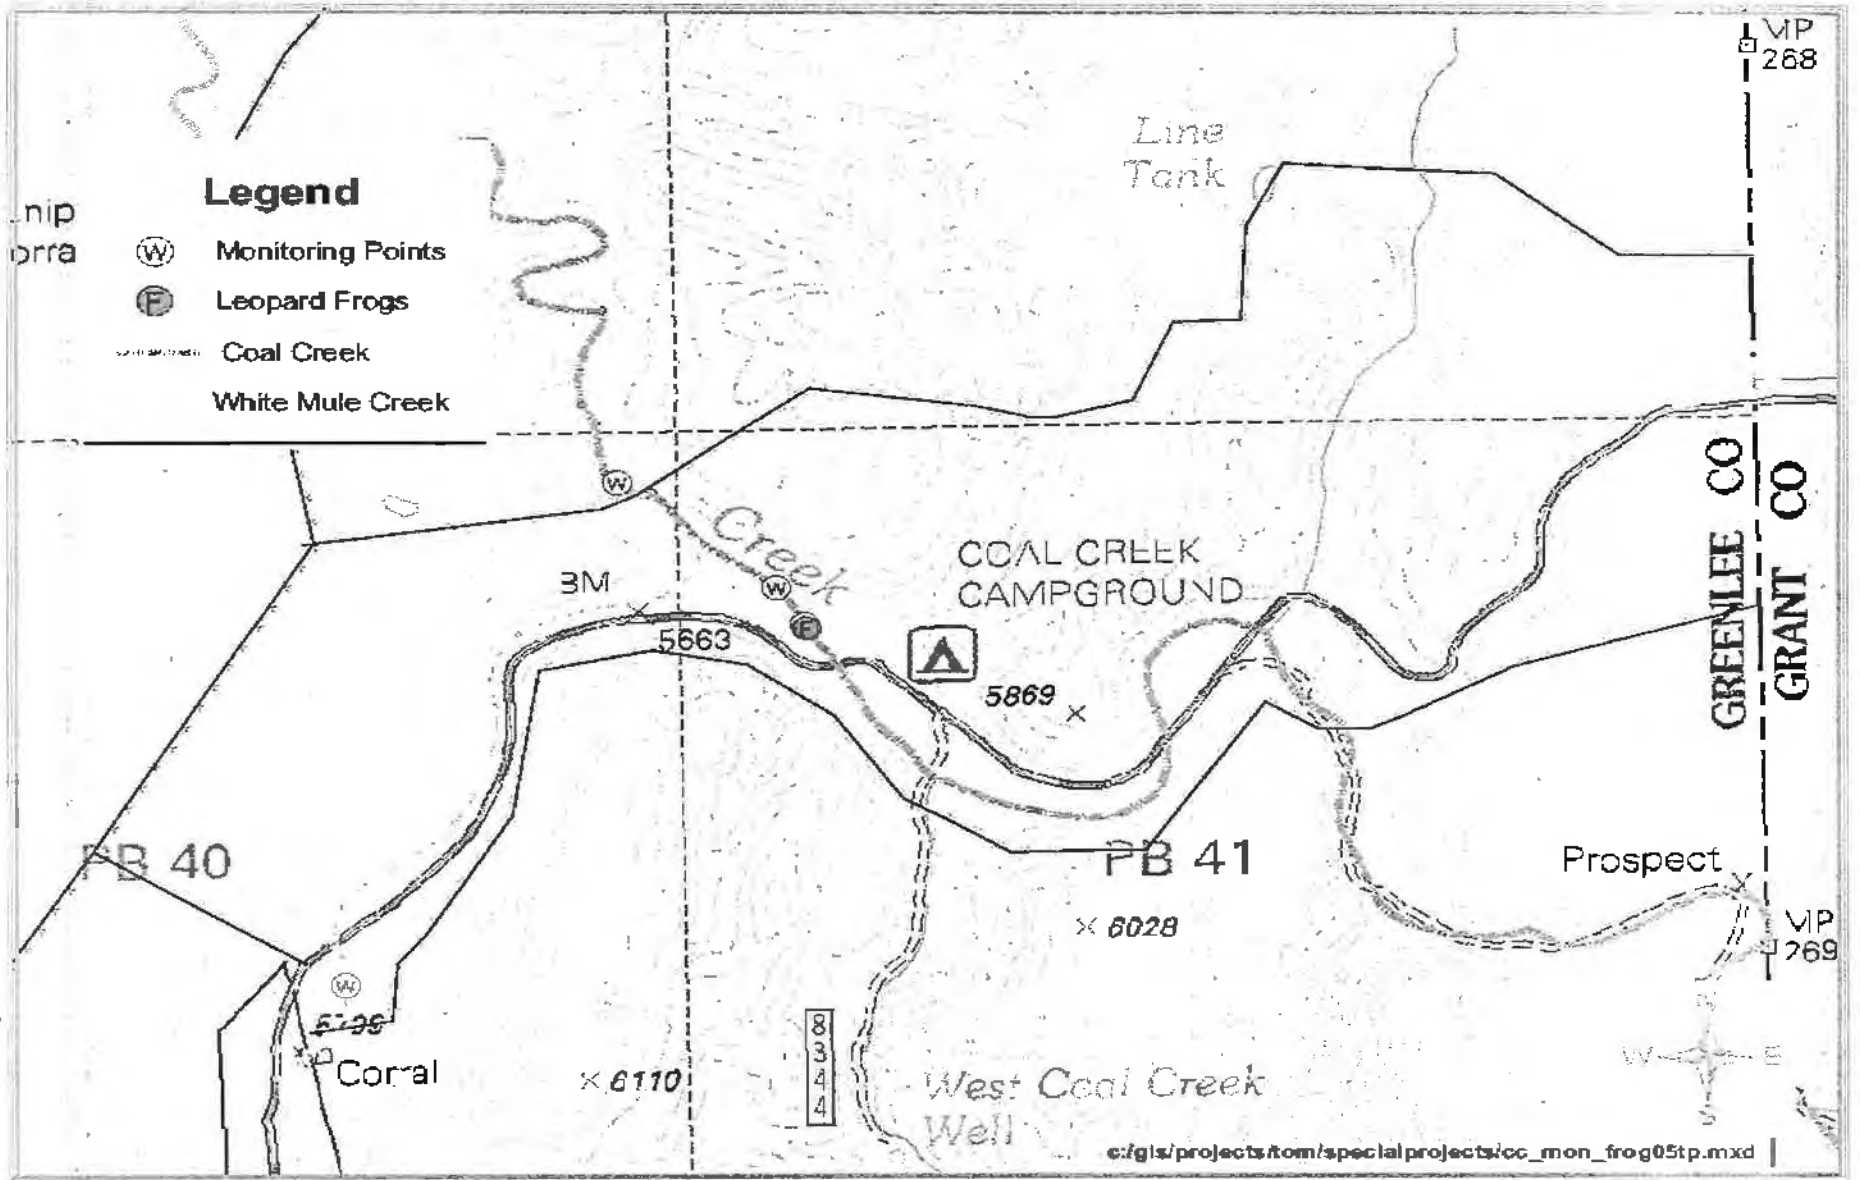 MP
268
Line
Tank
Legend
nip
orra
W Monitoring Points
F Leopard Frogs
Coal Creek
White Mule Creek
W
Creek
W
F
BM
5663
COAL CREEK
CAMPGROUND
5869
GREENLEE CO
GRANT CO
PB 40
PB 41
Prospect
6028
MP
269
W
Corral
6110
8
3
4
4
West Coal Creek
Well
W
E
c:/gis/projects/tom/specialprojects/cc_mon_frog05tp.mxd